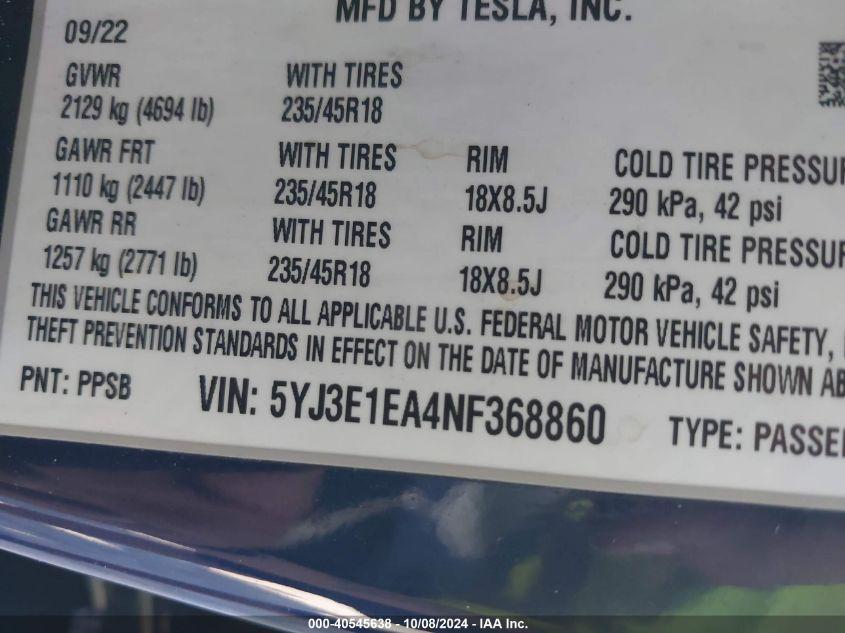 MFD BY TESLA, INC.
09/22
GVWR WITH TIRES
2129 kg (4694 lb) 235/45R18
GAWR FRT WITH TIRES RIM COLD TIRE PRESSUR
1110 kg (2447 lb) 235/45R18 18X8.5J 290 kPa, 42 psi
GAWR RR WITH TIRES RIM COLD TIRE PRESSUR
1257 kg (2771 lb) 235/45R18 18X8.5J 290 kPa, 42 psi
THIS VEHICLE CONFORMS TO ALL APPLICABLE U.S. FEDERAL MOTOR VEHICLE SAFETY,
THEFT PREVENTION STANDARDS IN EFFECT ON THE DATE OF MANUFACTURE SHOWN AB
PNT: PPSB VIN: 5YJ3E1EA4NF368860 TYPE: PASSE
000-40545638 - 10/08/2024 - IAA Inc.